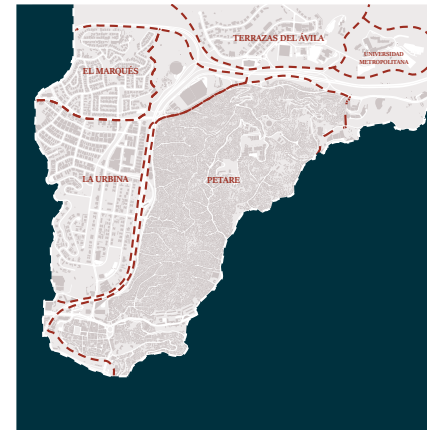 TERRAZAS DEL ÁVILA
UNIVERSIDAD
METROPOLITANA
EL MARQUÉS
LA URBINA
PETARE